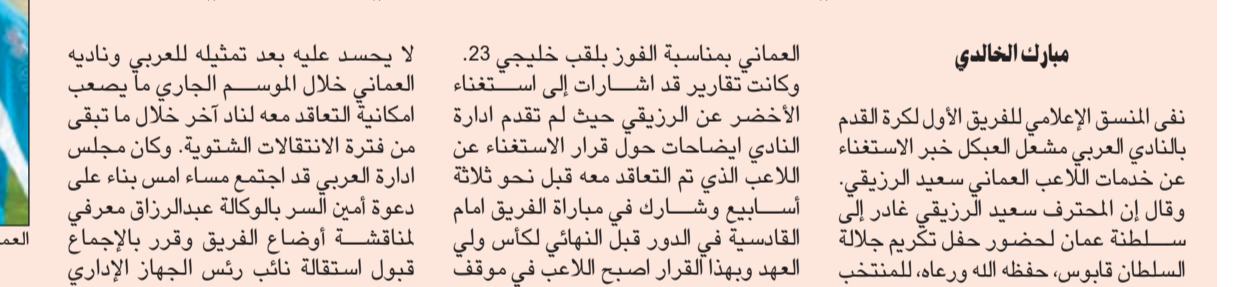 مبارك الخالدي
نفى المنسق الإعلامي للفريق الأول لكرة القدم
بالنادي العربي مشعل العبكل خبر الاستغناء
عن خدمات اللاعب العماني سعيد الرزيقي.
وقال إن المحترف سعيد الرزيقي غادر إلى
سلطنة عمان لحضور حفل تكريم جلالة
السلطان قابوس، حفظه الله ورعاه، للمنتخب
العماني بمناسبة الفوز بلقب خليجي 23.
وكانت تقارير قد اشارات إلى استغناء
الأخضر عن الرزيقي حيث لم تقدم ادارة
النادي ايضاحات حول قرار الاستغناء عن
اللاعب الذي تم التعاقد معه قبل نحو ثلاثة
أسابيع وشارك في مباراة الفريق امام
القادسية في الدور قبل النهائي لكأس ولي
العهد وبهذا القرار اصبح اللاعب في موقف
لا يحسد عليه بعد تمثيله للعربي وناديه
العماني خلال الموسم الجاري ما يصعب
امكانية التعاقد معه لناد آخر خلال ما تبقى
من فترة الانتقالات الشتوية. وكان مجلس
ادارة العربي قد اجتمع مساء امس بناء على
دعوة أمين السر بالوكالة عبدالرزاق معرفي
لمناقشة أوضاع الفريق وقرر بالإجماع
قبول استقالة نائب رئس الجهاز الإداري
العما